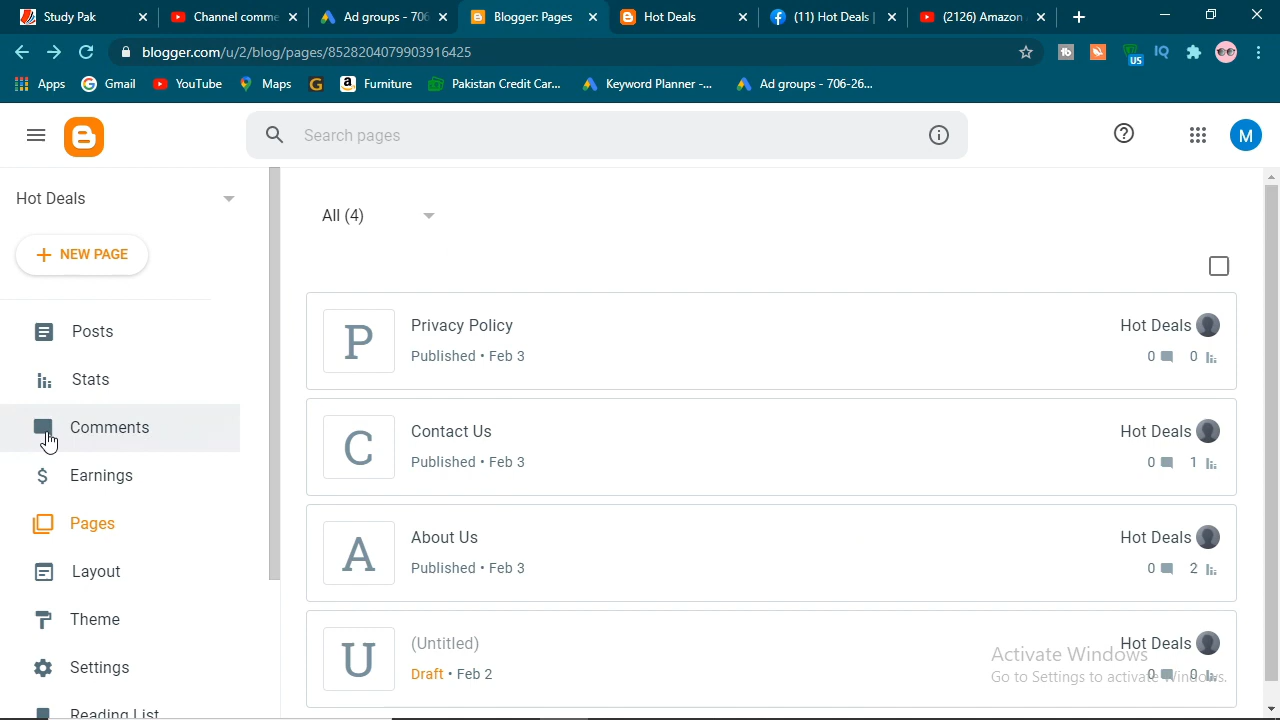 Study Pak
Channel comme
Ad groups - 706
Blogger: Pages
Hot Deals
(11) Hot Deals |
(2126) Amazon
blogger.com/u/2/blog/pages/8528204079903916425
tb
US
IQ
Apps
Gmail
YouTube
Maps
G
a
Furniture
Pakistan Credit Car...
Keyword Planner -...
Ad groups - 706-26...
Search pages
M
Hot Deals
All (4)
+ NEW PAGE
Posts
Stats
Comments
Earnings
Pages
Layout
Theme
Settings
Reading List
P
Privacy Policy
Hot Deals
Published • Feb 3
0
0
C
Contact Us
Hot Deals
Published • Feb 3
0
1
A
About Us
Hot Deals
Published • Feb 3
0
2
U
(Untitled)
Hot Deals
Draft • Feb 2
0
0
Activate Windows
Go to Settings to activate Windows.